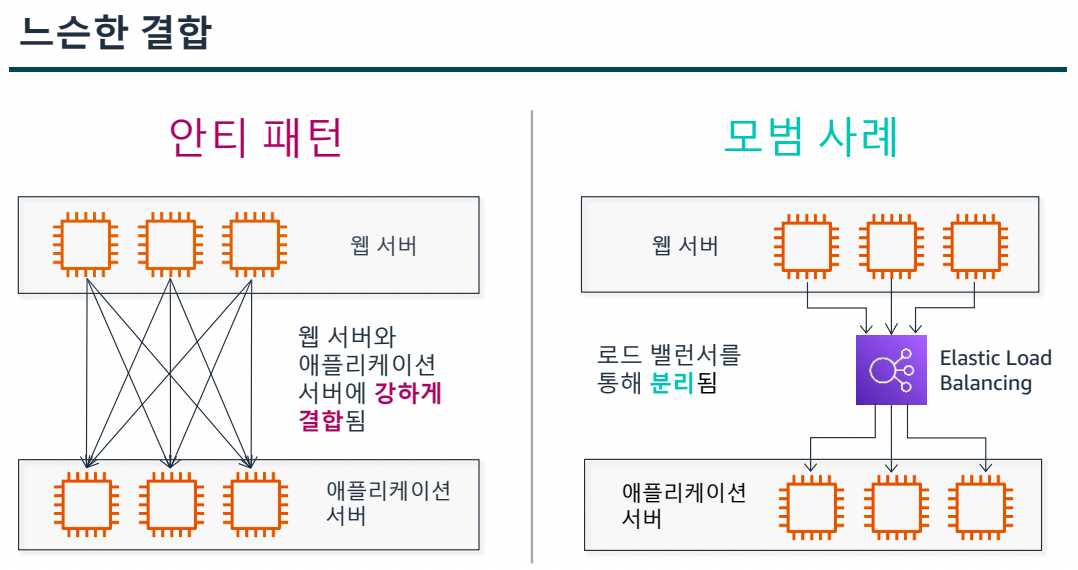 느슨한 결합
안티 패턴
웹 서버
웹 서버와
애플리케이션
서버에 강하게
결합됨
애플리케이션
서버
모범 사례
웹 서버
로드 밸런서를
통해 분리됨
Elastic Load
Balancing
애플리케이션
서버